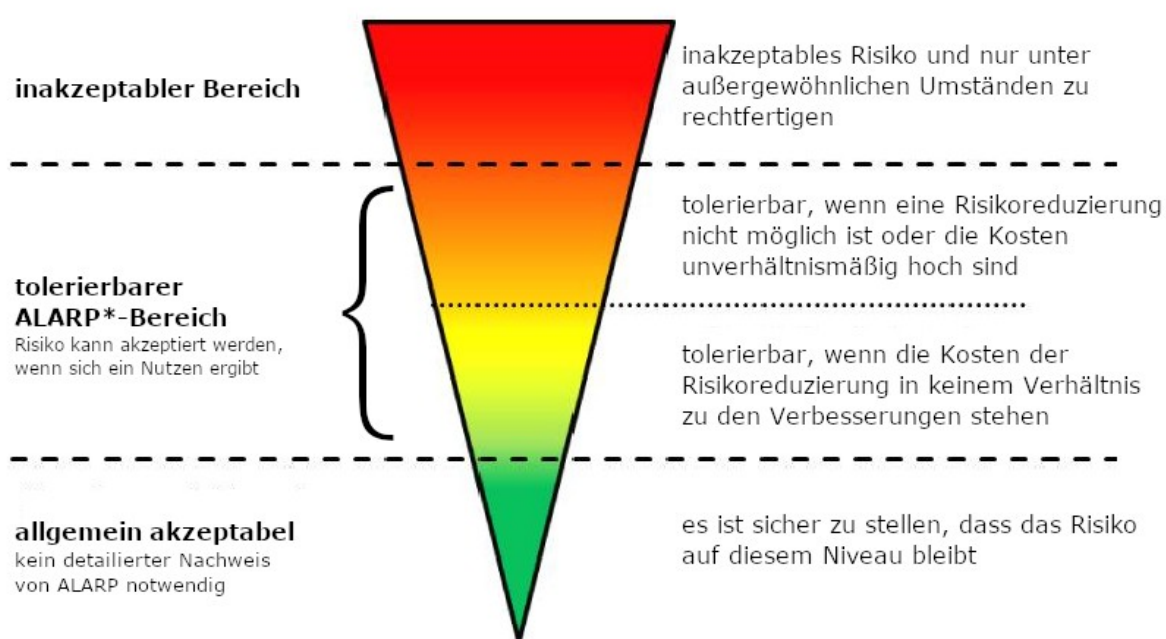 inakzeptabler Bereich
inakzeptables Risiko und nur unter
außergewöhnlichen Umständen zu
rechtfertigen
tolerierbarer
ALARP*-Bereich
Risiko kann akzeptiert werden,
wenn sich ein Nutzen ergibt
tolerierbar, wenn eine Risikoreduzierung
nicht möglich ist oder die Kosten
unverhältnismäßig hoch sind
tolerierbar, wenn die Kosten der
Risikoreduzierung in keinem Verhältnis
zu den Verbesserungen stehen
allgemein akzeptabel
kein detailierter Nachweis
von ALARP notwendig
es ist sicher zu stellen, dass das Risiko
auf diesem Niveau bleibt